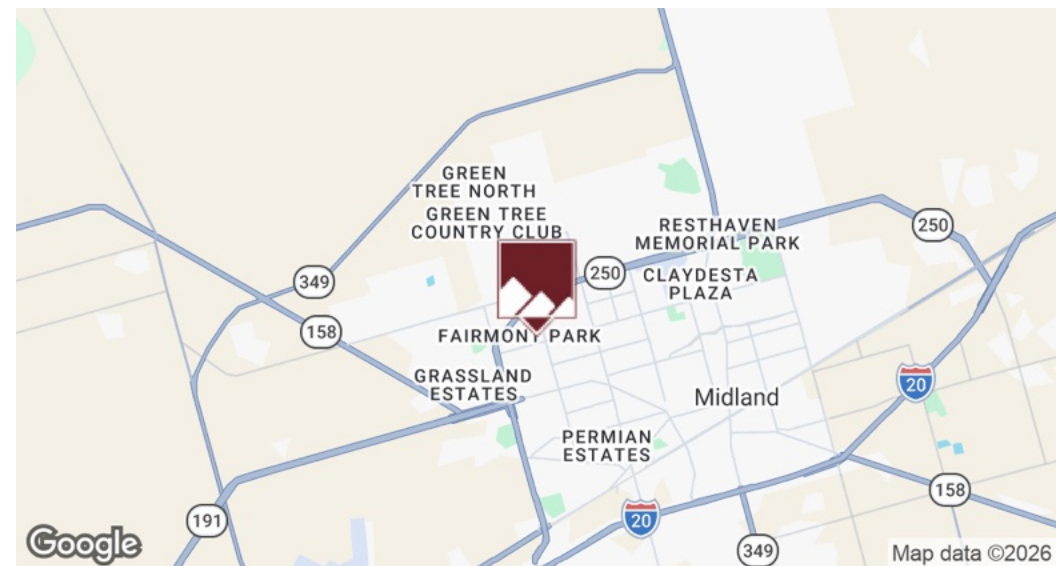 GREEN
TREE NORTH
GREEN TREE
COUNTRY CLUB
RESTHAVEN
MEMORIAL PARK
250
250
CLAYDESTA
PLAZA
349
158
FAIRMONT PARK
GRASSLAND
ESTATES
20
Midland
PERMIAN
ESTATES
158
191
20
349
Google
Map data ©2026